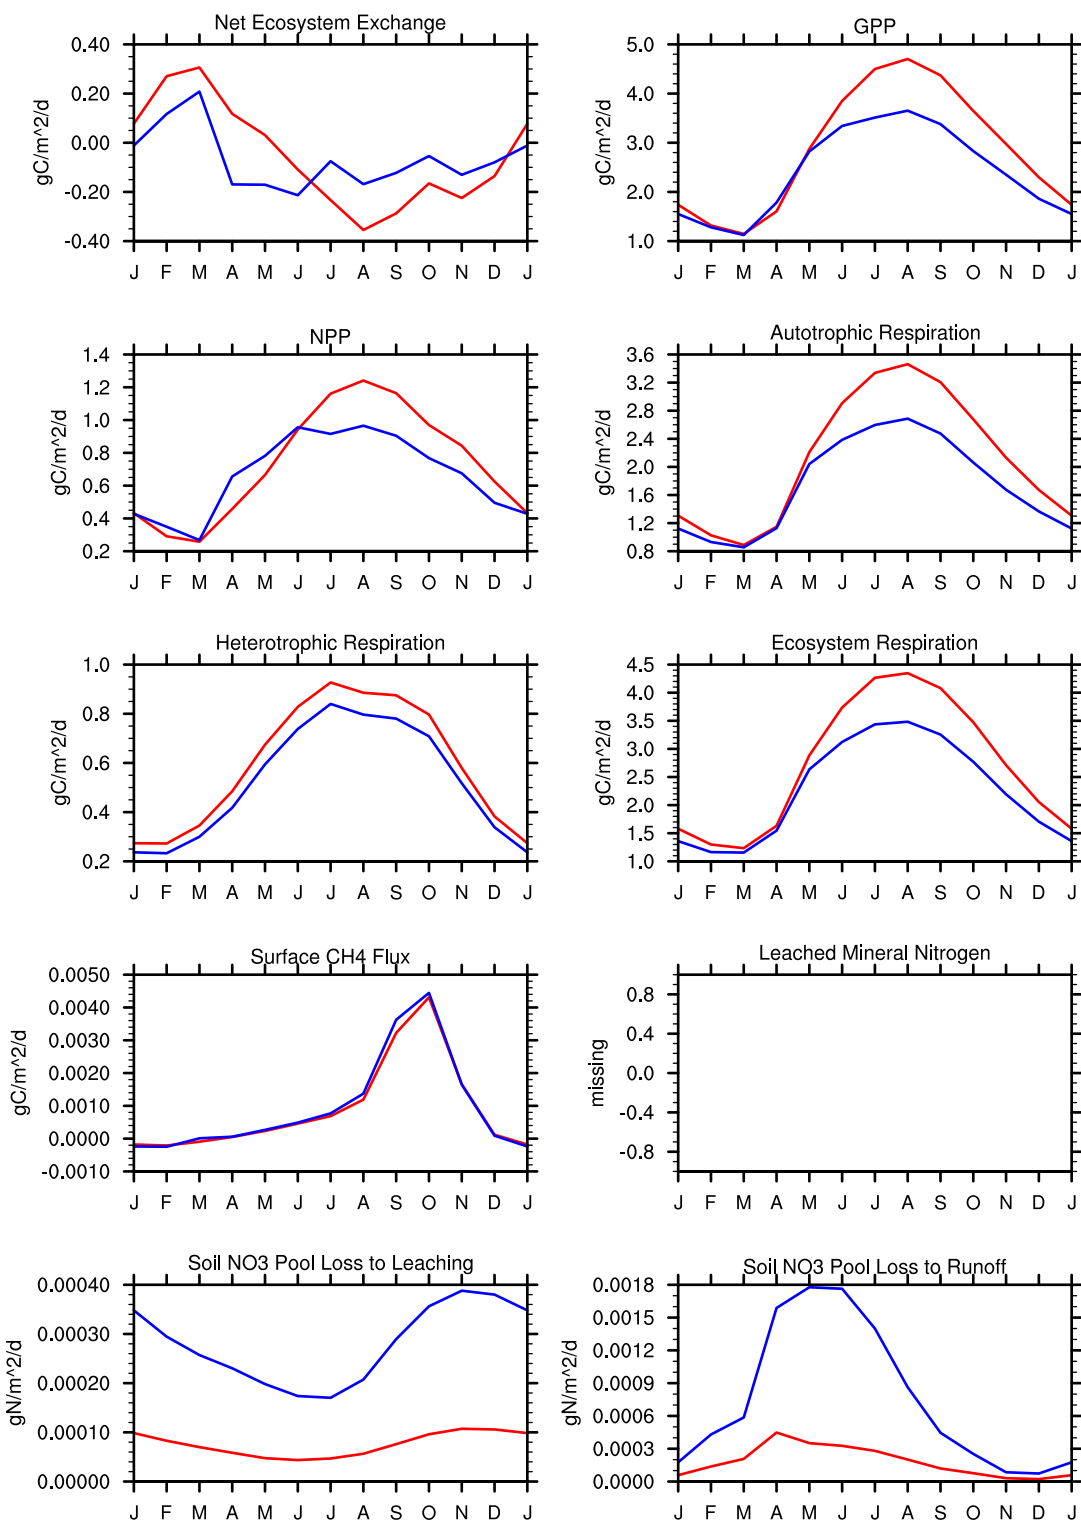 Net Ecosystem Exchange
gC/m^2/d
0.40
0.20
0.00
-0.20
-0.40
J F M A M J J A S O N D J
GPP
gC/m^2/d
5.0
4.0
3.0
2.0
1.0
J F M A M J J A S O N D J
NPP
gC/m^2/d
1.4
1.2
1.0
0.8
0.6
0.4
0.2
J F M A M J J A S O N D J
Autotrophic Respiration
gC/m^2/d
3.6
3.2
2.8
2.4
2.0
1.6
1.2
0.8
J F M A M J J A S O N D J
Heterotrophic Respiration
gC/m^2/d
1.0
0.8
0.6
0.4
0.2
J F M A M J J A S O N D J
Ecosystem Respiration
gC/m^2/d
4.5
4.0
3.5
3.0
2.5
2.0
1.5
1.0
J F M A M J J A S O N D J
Surface CH4 Flux
gC/m^2/d
0.0050
0.0040
0.0030
0.0020
0.0010
0.0000
-0.0010
J F M A M J J A S O N D J
Leached Mineral Nitrogen
missing
0.8
0.4
0.0
-0.4
-0.8
J F M A M J J A S O N D J
Soil NO3 Pool Loss to Leaching
gN/m^2/d
0.00040
0.00030
0.00020
0.00010
0.00000
J F M A M J J A S O N D J
Soil NO3 Pool Loss to Runoff
gN/m^2/d
0.0018
0.0015
0.0012
0.0009
0.0006
0.0003
0.0000
J F M A M J J A S O N D J